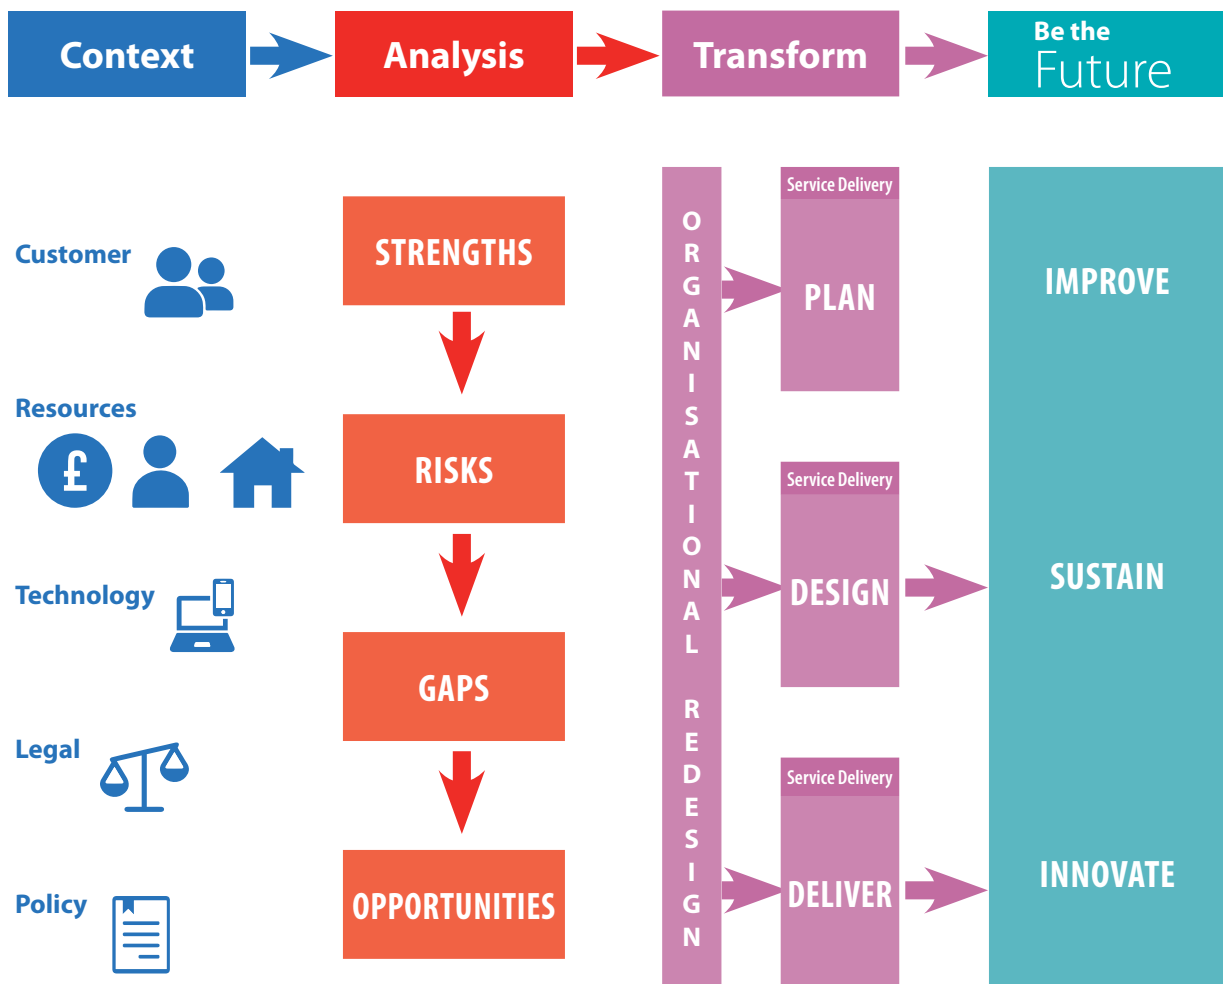 Context
Analysis
Transform
Be the
Future
Customer
Resources
£
Technology
Legal
Policy
STRENGTHS
RISKS
GAPS
OPPORTUNITIES
ORGANISATIONAL REDESIGN
Service Delivery
PLAN
Service Delivery
DESIGN
Service Delivery
DELIVER
IMPROVE
SUSTAIN
INNOVATE